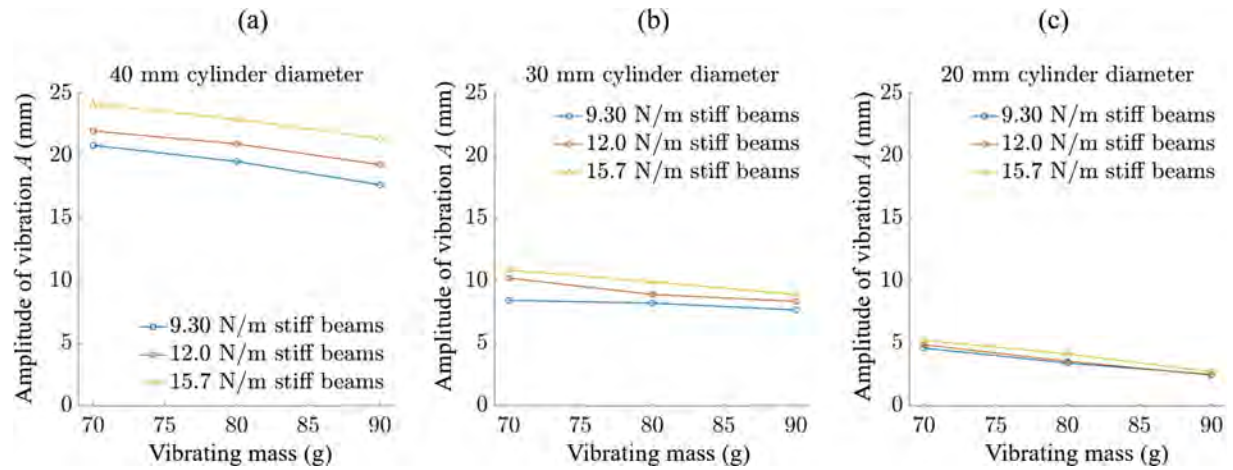 (a)
40 mm cylinder diameter
Amplitude of vibration A (mm)
25
20
15
10
5
0
9.30 N/m stiff beams
12.0 N/m stiff beams
15.7 N/m stiff beams
70 75 80 85 90
Vibrating mass (g)
(b)
30 mm cylinder diameter
Amplitude of vibration A (mm)
25
20
15
10
5
0
9.30 N/m stiff beams
12.0 N/m stiff beams
15.7 N/m stiff beams
70 75 80 85 90
Vibrating mass (g)
(c)
20 mm cylinder diameter
Amplitude of vibration A (mm)
25
20
15
10
5
0
9.30 N/m stiff beams
12.0 N/m stiff beams
15.7 N/m stiff beams
70 75 80 85 90
Vibrating mass (g)